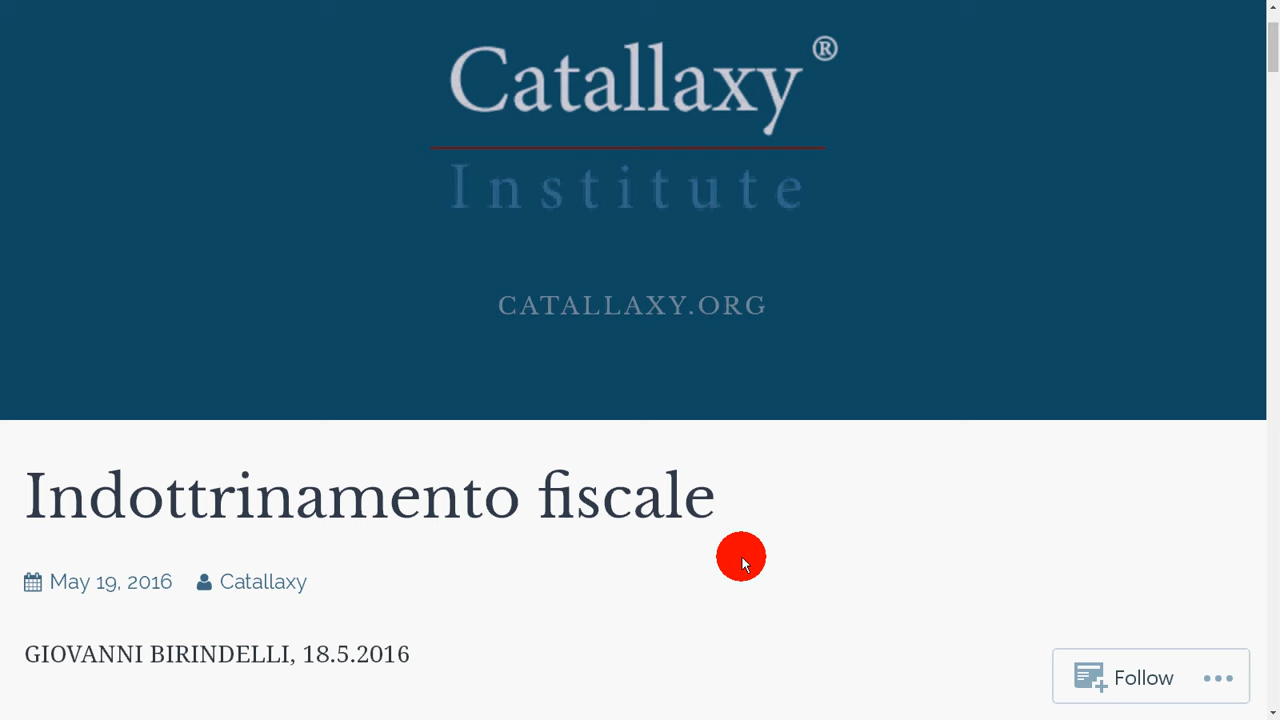 Catallaxy®
Institute
CATALLAXY.ORG
Indottrinamento fiscale
May 19, 2016 Catallaxy
GIOVANNI BIRINDELLI, 18.5.2016
Follow